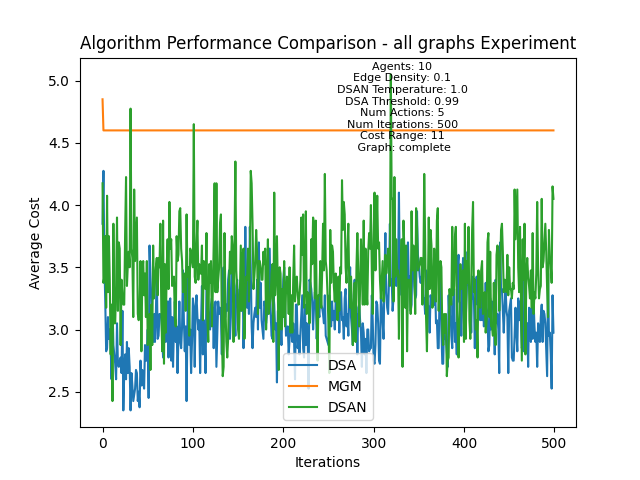 Algorithm Performance Comparison - all graphs Experiment
Agents: 10
Edge Density: 0.1
DSAN Temperature: 1.0
DSA Threshold: 0.99
Num Actions: 5
Num Iterations: 500
Cost Range: 11
Graph: complete
Average Cost
5.0
4.5
4.0
3.5
3.0
2.5
DSA
MGM
DSAN
0
100
200
300
400
500
Iterations